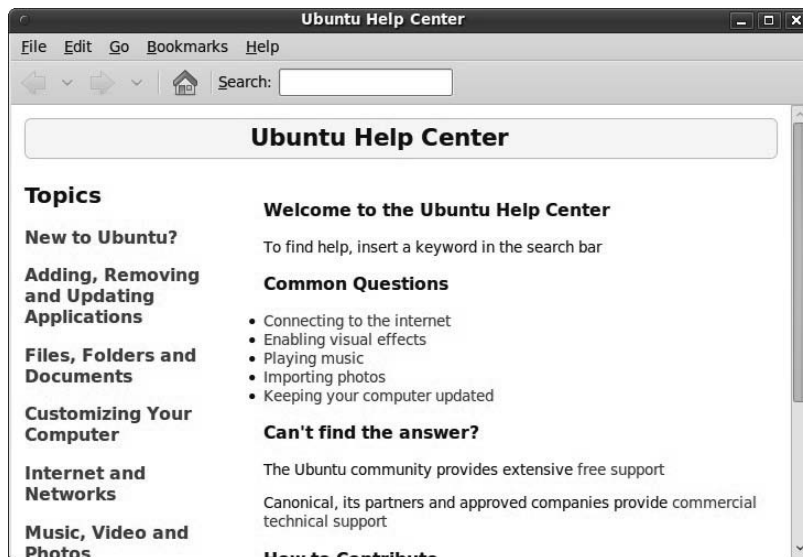 Ubuntu Help Center
File Edit Go Bookmarks Help
Search:
Ubuntu Help Center
Topics
New to Ubuntu?
Adding, Removing
and Updating
Applications
Files, Folders and
Documents
Customizing Your
Computer
Internet and
Networks
Music, Video and
Photos
Welcome to the Ubuntu Help Center
To find help, insert a keyword in the search bar
Common Questions
• Connecting to the internet
• Enabling visual effects
• Playing music
• Importing photos
• Keeping your computer updated
Can't find the answer?
The Ubuntu community provides extensive free support
Canonical, its partners and approved companies provide commercial
technical support
How to Contribute